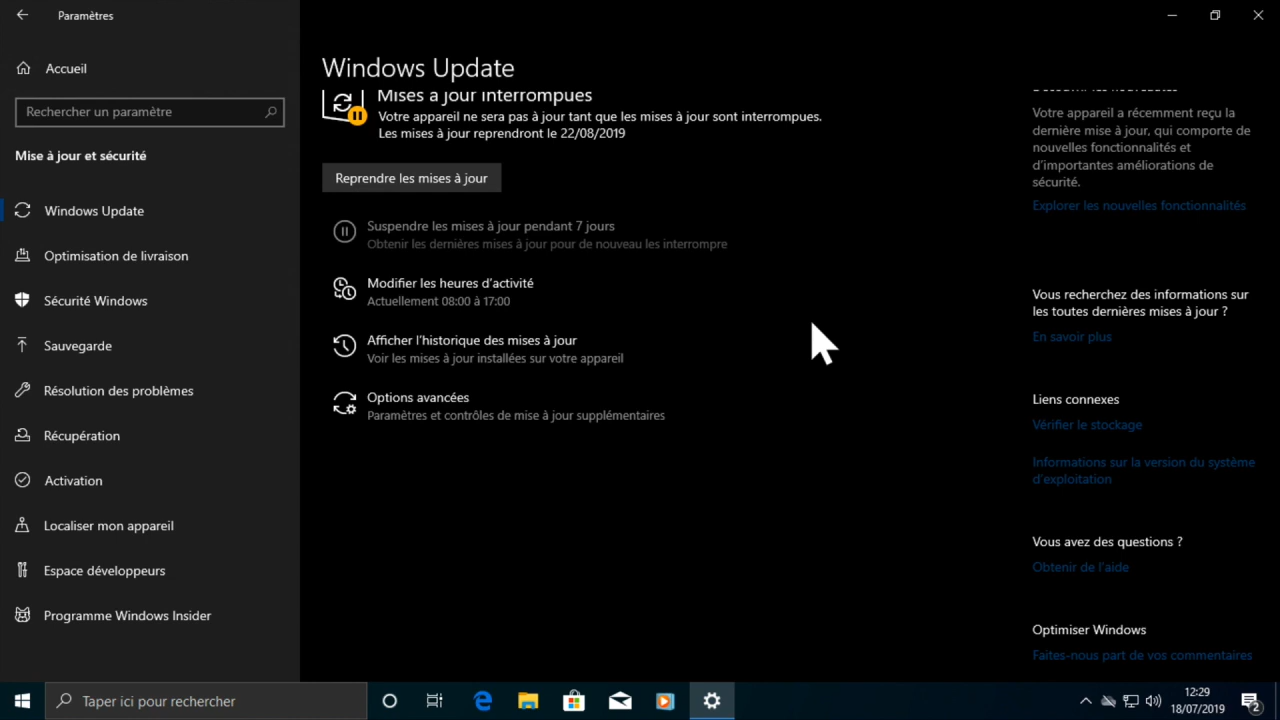 Paramètres
Accueil
Rechercher un paramètre
Mise à jour et sécurité
Windows Update
Optimisation de livraison
Sécurité Windows
Sauvegarde
Résolution des problèmes
Récupération
Activation
Localiser mon appareil
Espace développeurs
Programme Windows Insider
Windows Update
Mises à jour interrompues
Votre appareil ne sera pas à jour tant que les mises à jour sont interrompues.
Les mises à jour reprendront le 22/08/2019
Reprendre les mises à jour
Suspendre les mises à jour pendant 7 jours
Obtenir les dernières mises à jour pour de nouveau les interrompre
Modifier les heures d'activité
Actuellement 08:00 à 17:00
Afficher l'historique des mises à jour
Voir les mises à jour installées sur votre appareil
Options avancées
Paramètres et contrôles de mise à jour supplémentaires
Votre appareil a récemment reçu la
dernière mise à jour, qui comporte de
nouvelles fonctionnalités et
d'importantes améliorations de
sécurité.
Explorer les nouvelles fonctionnalités
Vous recherchez des informations sur
les toutes dernières mises à jour ?
En savoir plus
Liens connexes
Vérifier le stockage
Informations sur la version du système
d'exploitation
Vous avez des questions ?
Obtenir de l'aide
Optimiser Windows
Faites-nous part de vos commentaires
Taper ici pour rechercher
12:29
18/07/2019
2